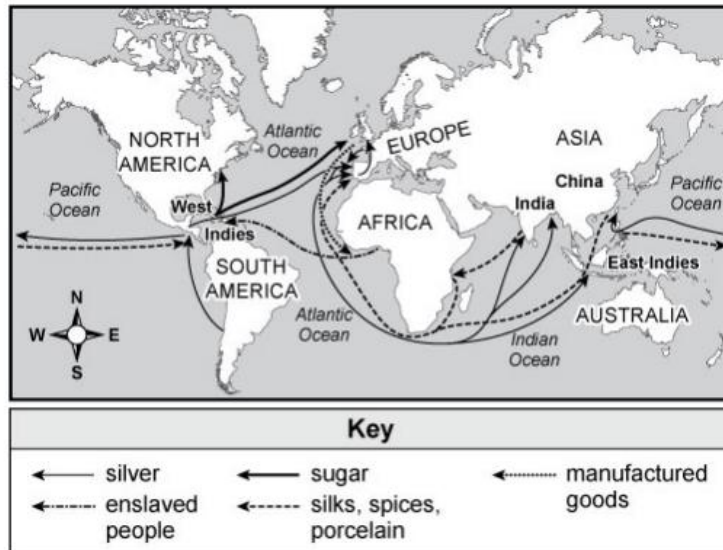 NORTH
AMERICA
Atlantic
Ocean
EUROPE
ASIA
Pacific
Ocean
West
Indies
China
India
Pacific
Ocean
AFRICA
SOUTH
AMERICA
East Indies
Atlantic
Ocean
Indian
Ocean
AUSTRALIA
N
W
E
S
Key
silver
sugar
manufactured
goods
enslaved
people
silks, spices,
porcelain